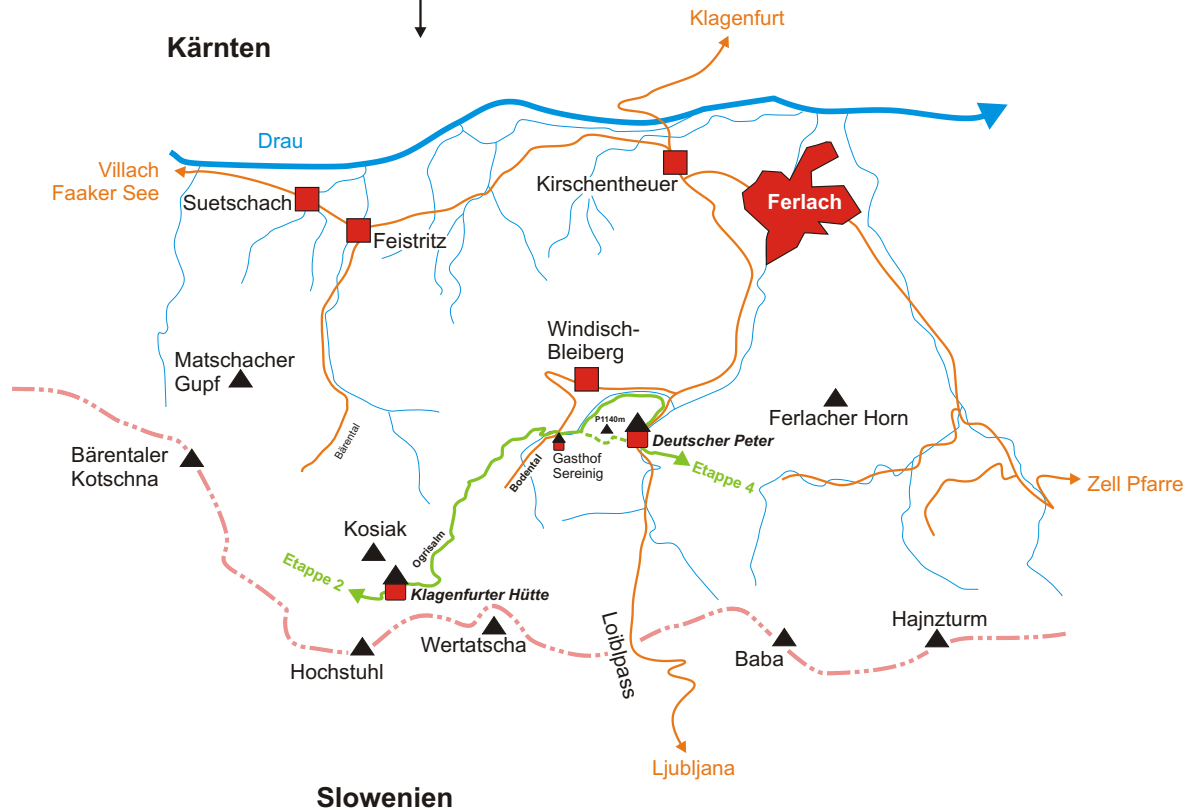 Klagenfurt
Kärnten
Drau
Villach
Faaker See
Suetschach
Kirschentheuer
Ferlach
Feistritz
Windisch-
Bleiberg
Matschacher
Gupf
Ferlacher Horn
P1140m
Deutscher Peter
Bärental
Gasthof
Sereinig
Bärentaler
Kotschna
Bodental
Etappe 4
Zell Pfarre
Kosiak
Ogrisalm
Etappe 2
Klagenfurter Hütte
Hochstuhl
Wertatscha
Loiblpass
Baba
Hajnzturm
Ljubljana
Slowenien